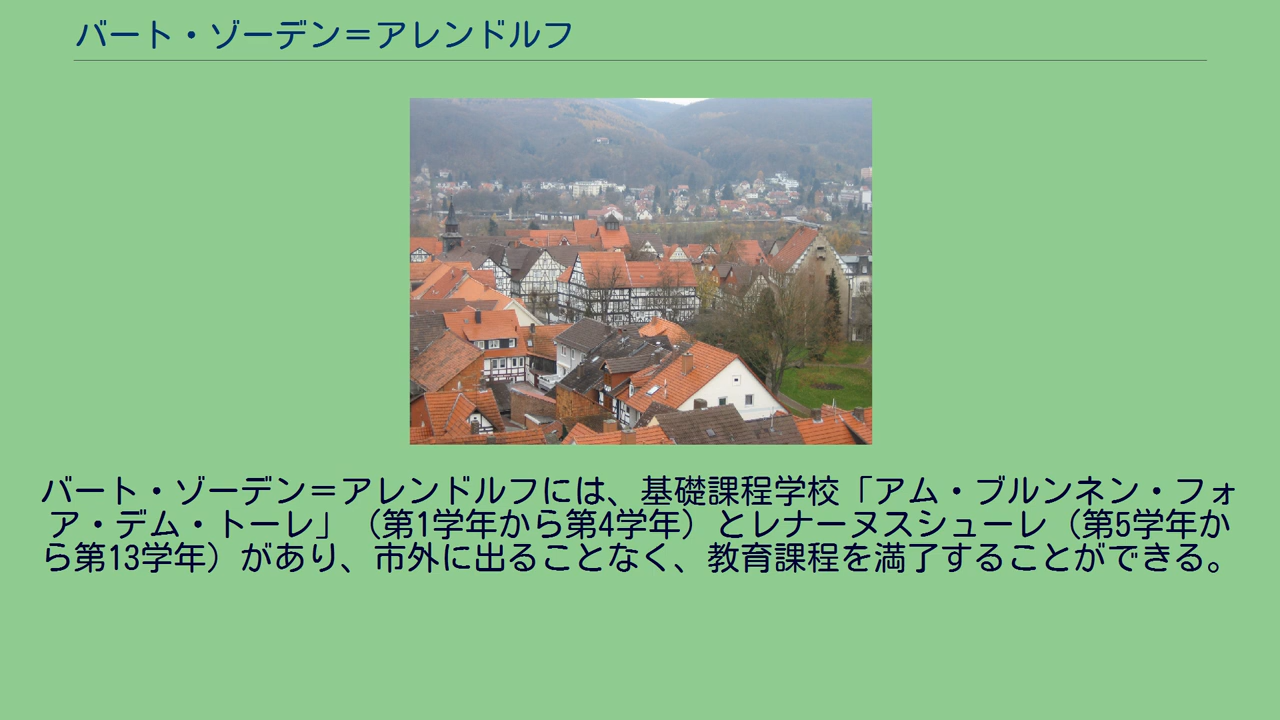 バート・ゾーデン＝アレンドルフ
バート・ゾーデン＝アレンドルフには、基礎課程学校「アム・ブルンネン・フォ
ア・デム・トーレ」（第1学年から第4学年）とレナーヌスシューレ（第5学年か
ら第13学年）があり、市外に出ることなく、教育課程を満了することができる。